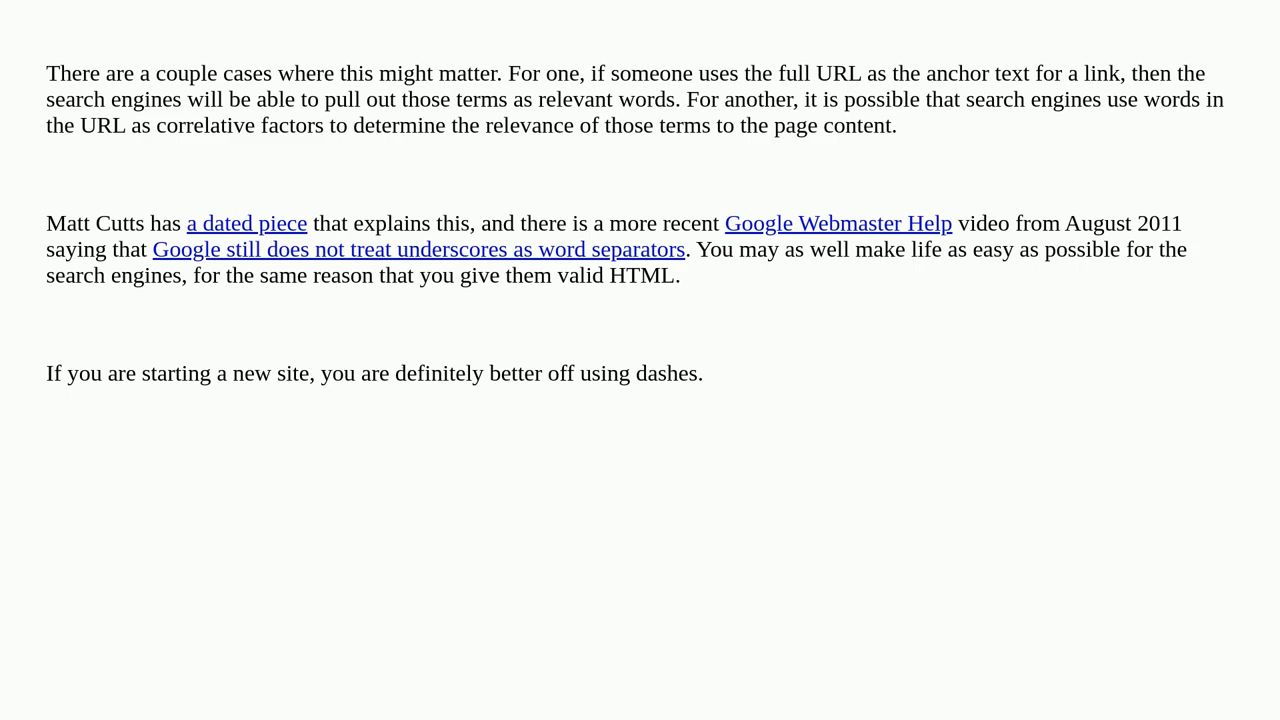 There are a couple cases where this might matter. For one, if someone uses the full URL as the anchor text for a link, then the
search engines will be able to pull out those terms as relevant words. For another, it is possible that search engines use words in
the URL as correlative factors to determine the relevance of those terms to the page content.
Matt Cutts has a dated piece that explains this, and there is a more recent Google Webmaster Help video from August 2011
saying that Google still does not treat underscores as word separators. You may as well make life as easy as possible for the
search engines, for the same reason that you give them valid HTML.
If you are starting a new site, you are definitely better off using dashes.